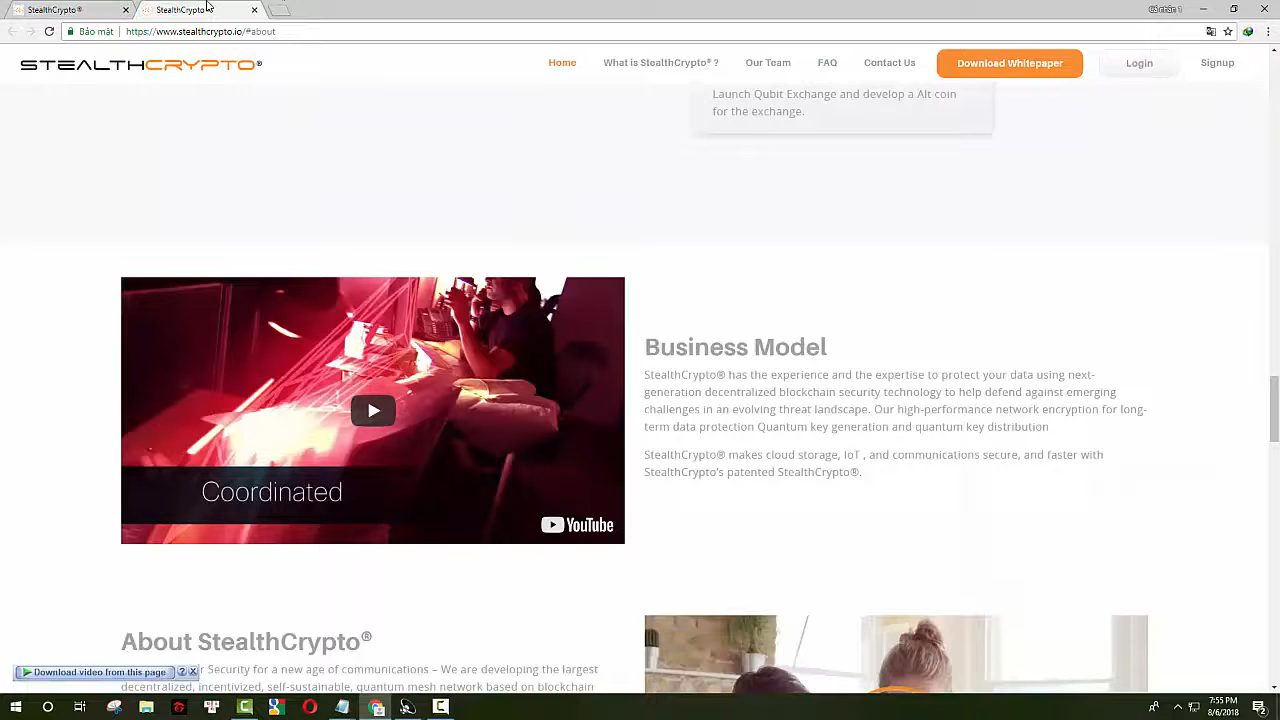 StealthCrypto ®
StealthCrypto
Bảo mật
https://www.stealthcrypto.io/#about
STEALTHCRYPTO®
Home
What is StealthCrypto® ?
Our Team
FAQ
Contact Us
Download Whitepaper
Login
Signup
Launch Qubit Exchange and develop a Alt coin
for the exchange.
Coordinated
YouTube
Business Model
StealthCrypto® has the experience and the expertise to protect your data using next-
generation decentralized blockchain security technology to help defend against emerging
challenges in an evolving threat landscape. Our high-performance network encryption for long-
term data protection Quantum key generation and quantum key distribution
StealthCrypto® makes cloud storage, IoT , and communications secure, and faster with
StealthCrypto's patented StealthCrypto®.
About StealthCrypto®
Download video from this page
r Security for a new age of communications – We are developing the largest
decentralized, incentivized, self-sustainable, quantum mesh network based on blockchain
7:55 PM
8/6/2018